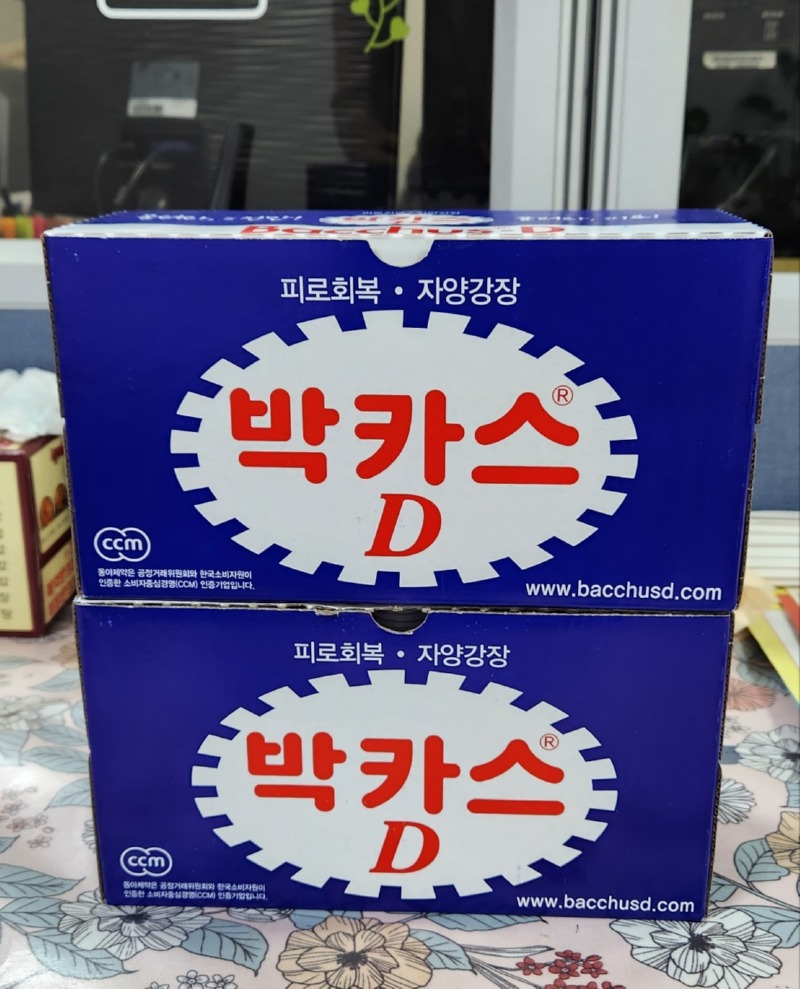 Bacchus-D
피로회복 • 자양강장
박카스®
D
ccm
동아제약은 공정거래위원회와 한국소비자원이
인증한 소비자중심경영(CCM) 인증기업입니다.
www.bacchusd.com
피로회복 • 자양강장
박카스®
D
ccm
동아제약은 공정거래위원회와 한국소비자원이
인증한 소비자중심경영(CCM) 인증기업입니다.
www.bacchusd.com